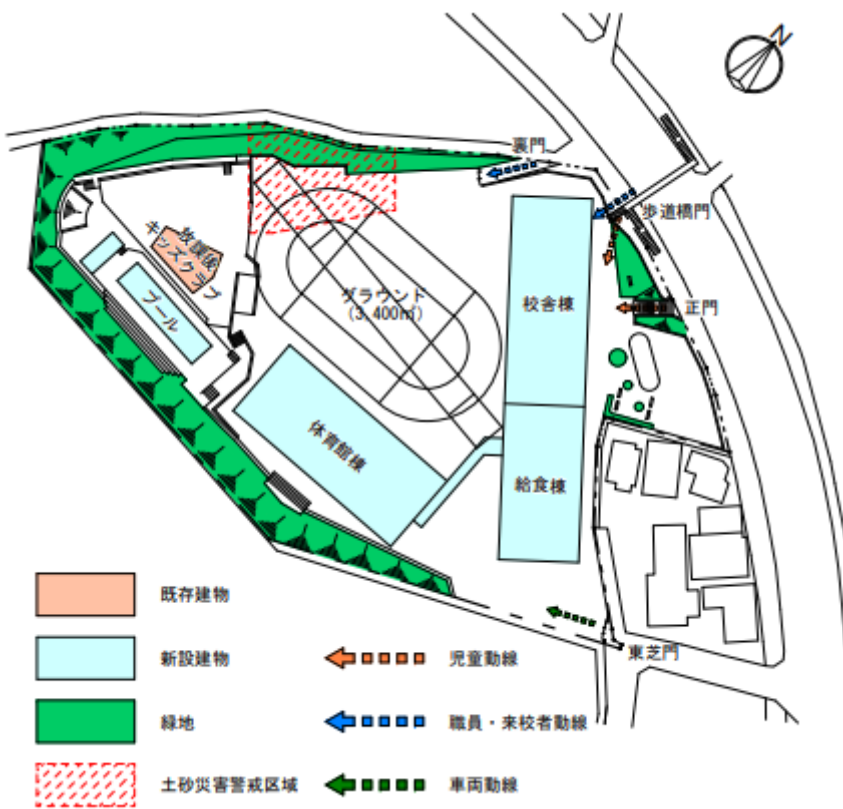 N
裏門
歩道橋門
放課後
キッズクラブ
グラウンド
(3,400㎡)
校舎棟
正門
プール
体育館棟
給食棟
既存建物
新設建物
児童動線
東芝門
緑地
職員・来校者動線
土砂災害警戒区域
車両動線